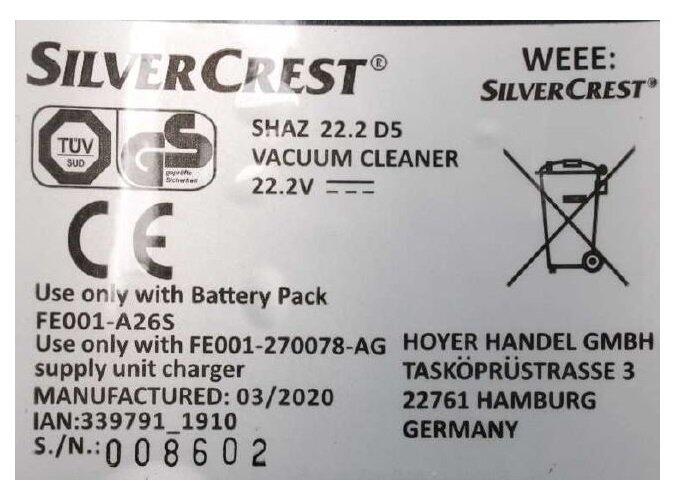 SILVERCREST®
WEEE:
SILVERCREST®
TÜV
SÜD
GS
geprüfte
Sicherheit
SHAZ 22.2 D5
VACUUM CLEANER
22.2V
CE
Use only with Battery Pack
FE001-A26S
Use only with FE001-270078-AG
supply unit charger
MANUFACTURED: 03/2020
IAN:339791_1910
S./N.: 008602
HOYER HANDEL GMBH
TASKÖPRÜSTRASSE 3
22761 HAMBURG
GERMANY